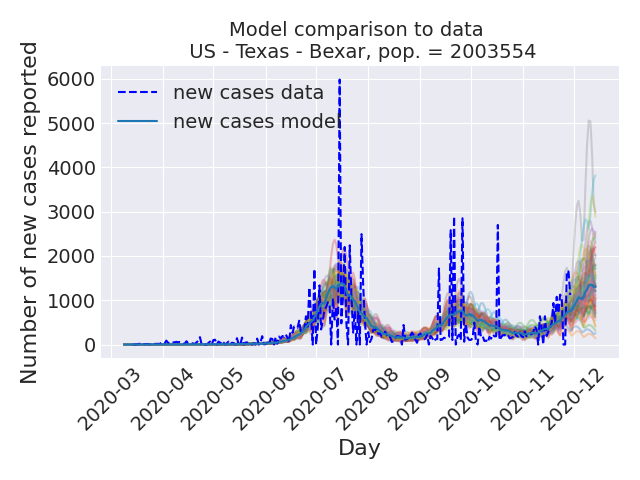 Model comparison to data
US - Texas - Bexar, pop. = 2003554
Number of new cases reported
6000
5000
4000
3000
2000
1000
0
new cases data
new cases model
2020-03
2020-04
2020-05
2020-06
2020-07
2020-08
2020-09
2020-10
2020-11
2020-12
Day